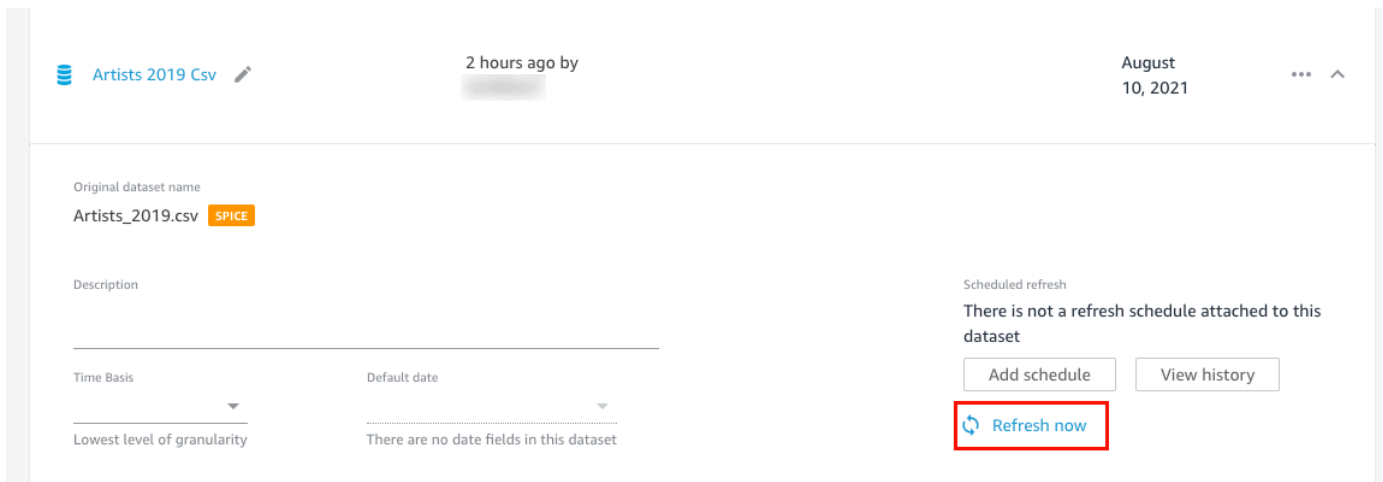 Artists 2019 Csv
2 hours ago by
August
10, 2021
Original dataset name
Artists_2019.csv SPICE
Description
Scheduled refresh
There is not a refresh schedule attached to this
dataset
Add schedule View history
Time Basis
Default date
Lowest level of granularity
There are no date fields in this dataset
Refresh now